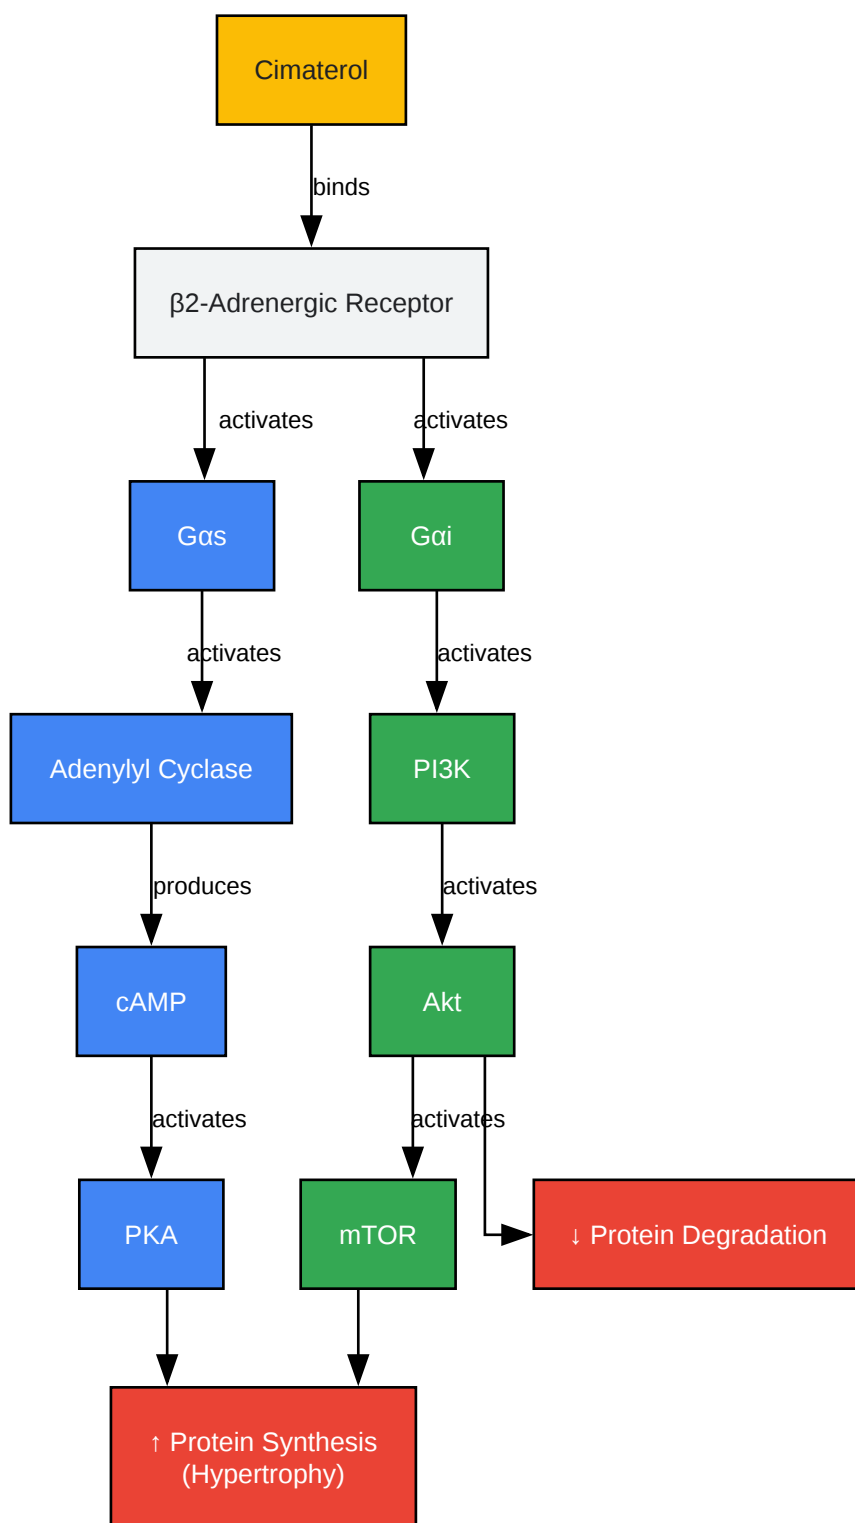 Cimaterol
binds
β2-Adrenergic Receptor
activates
activates
Gαs
Gαi
activates
activates
Adenylyl Cyclase
PI3K
produces
activates
cAMP
Akt
activates
activates
PKA
mTOR
↓ Protein Degradation
↑ Protein Synthesis
(Hypertrophy)